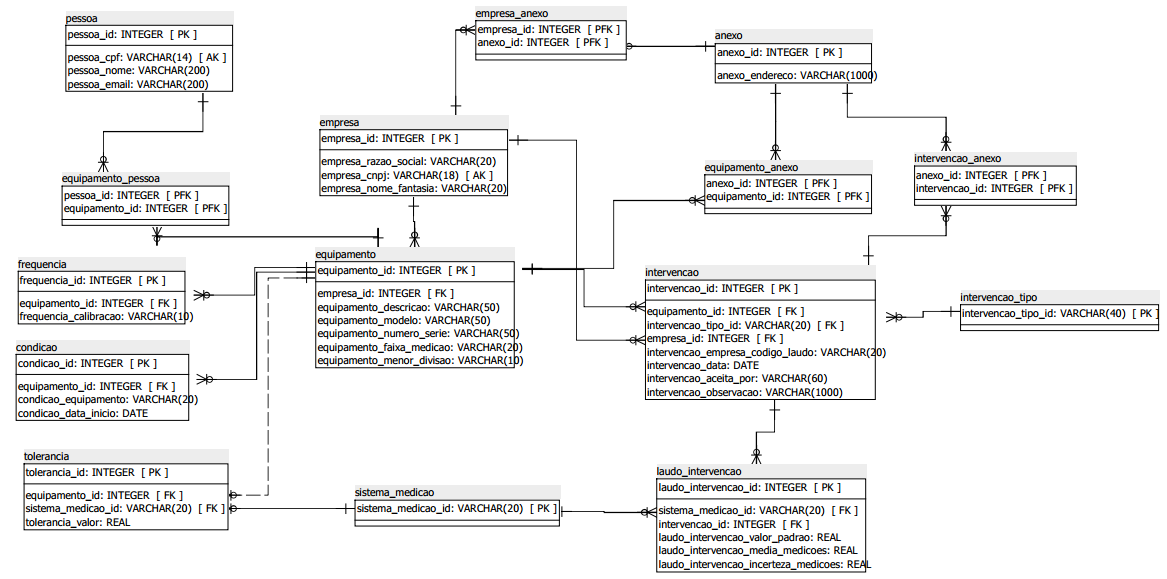 pessoa
pessoa_id: INTEGER [ PK ]
pessoa_cpf: VARCHAR(14) [ AK ]
pessoa_nome: VARCHAR(200)
pessoa_email: VARCHAR(200)
empresa_anexo
empresa_id: INTEGER [ PFK ]
anexo_id: INTEGER [ PFK ]
anexo
anexo_id: INTEGER [ PK ]
anexo_endereco: VARCHAR(1000)
empresa
empresa_id: INTEGER [ PK ]
empresa_razao_social: VARCHAR(20)
empresa_cnpj: VARCHAR(18) [ AK ]
empresa_nome_fantasia: VARCHAR(20)
equipamento_pessoa
pessoa_id: INTEGER [ PFK ]
equipamento_id: INTEGER [ PFK ]
equipamento_anexo
anexo_id: INTEGER [ PFK ]
equipamento_id: INTEGER [ PFK ]
intervencao_anexo
anexo_id: INTEGER [ PFK ]
intervencao_id: INTEGER [ PFK ]
frequencia
frequencia_id: INTEGER [ PK ]
equipamento_id: INTEGER [ FK ]
frequencia_calibracao: VARCHAR(10)
equipamento
equipamento_id: INTEGER [ PK ]
empresa_id: INTEGER [ FK ]
equipamento_descricao: VARCHAR(50)
equipamento_modelo: VARCHAR(50)
equipamento_numero_serie: VARCHAR(50)
equipamento_faixa_medicao: VARCHAR(20)
equipamento_menor_divisao: VARCHAR(10)
intervencao
intervencao_id: INTEGER [ PK ]
equipamento_id: INTEGER [ FK ]
intervencao_tipo_id: VARCHAR(20) [ FK ]
empresa_id: INTEGER [ FK ]
intervencao_empresa_codigo_laudo: VARCHAR(20)
intervencao_data: DATE
intervencao_aceita_por: VARCHAR(60)
intervencao_observacao: VARCHAR(1000)
intervencao_tipo
intervencao_tipo_id: VARCHAR(40) [ PK ]
condicao
condicao_id: INTEGER [ PK ]
equipamento_id: INTEGER [ FK ]
condicao_equipamento: VARCHAR(20)
condicao_data_inicio: DATE
tolerancia
tolerancia_id: INTEGER [ PK ]
equipamento_id: INTEGER [ FK ]
sistema_medicao_id: VARCHAR(20) [ FK ]
tolerancia_valor: REAL
sistema_medicao
sistema_medicao_id: VARCHAR(20) [ PK ]
laudo_intervencao
laudo_intervencao_id: INTEGER [ PK ]
sistema_medicao_id: VARCHAR(20) [ FK ]
intervencao_id: INTEGER [ FK ]
laudo_intervencao_valor_padrao: REAL
laudo_intervencao_media_medicoes: REAL
laudo_intervencao_incerteza_medicoes: REAL